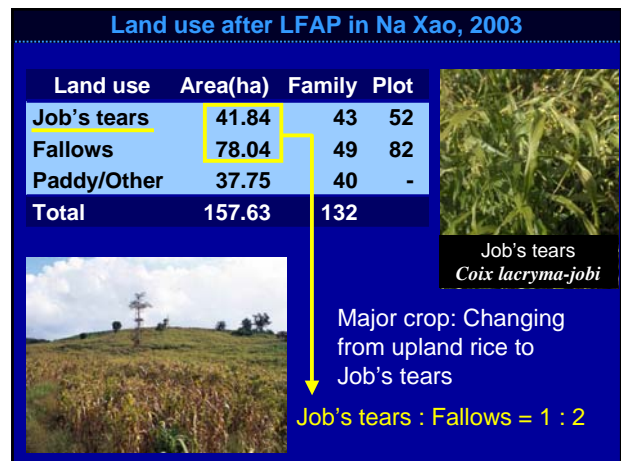 Land use after LFAP in Na Xao, 2003
Land use Area(ha) Family Plot
Job's tears 41.84 43 52
Fallows 78.04 49 82
Paddy/Other 37.75 40 -
Total 157.63 132
Job's tears
Coix lacryma-jobi
Major crop: Changing
from upland rice to
Job's tears
Job's tears : Fallows = 1 : 2